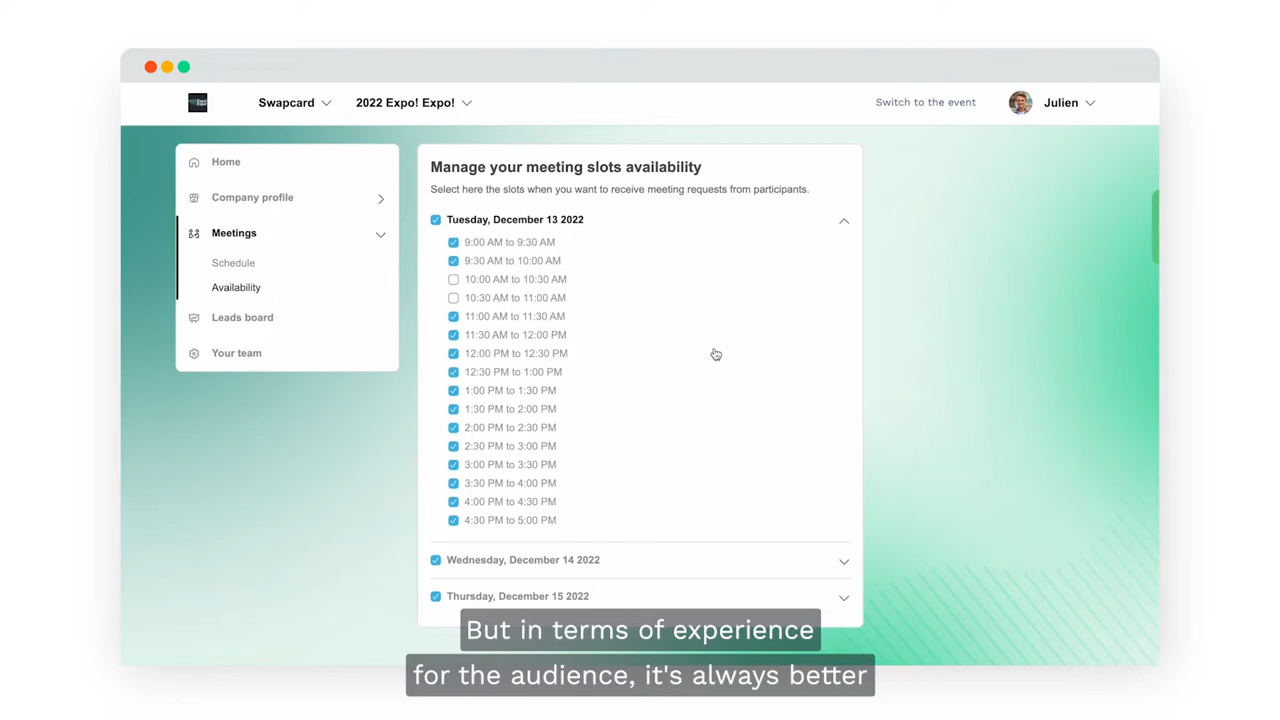 Swapcard
2022 Expo! Expo!
Switch to the event
Julien
Home
Company profile
Meetings
Schedule
Availability
Leads board
Your team
Manage your meeting slots availability
Select here the slots when you want to receive meeting requests from participants.
Tuesday, December 13 2022
9:00 AM to 9:30 AM
9:30 AM to 10:00 AM
10:00 AM to 10:30 AM
10:30 AM to 11:00 AM
11:00 AM to 11:30 AM
11:30 AM to 12:00 PM
12:00 PM to 12:30 PM
12:30 PM to 1:00 PM
1:00 PM to 1:30 PM
1:30 PM to 2:00 PM
2:00 PM to 2:30 PM
2:30 PM to 3:00 PM
3:00 PM to 3:30 PM
3:30 PM to 4:00 PM
4:00 PM to 4:30 PM
4:30 PM to 5:00 PM
Wednesday, December 14 2022
Thursday, December 15 2022
But in terms of experience
for the audience, it's always better